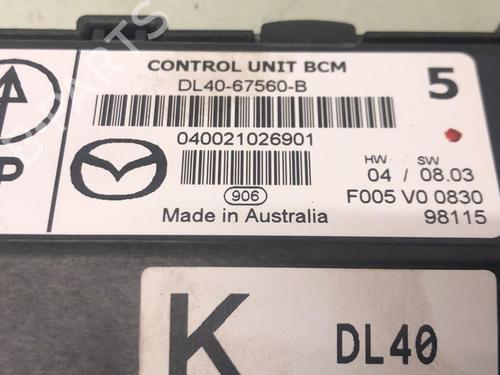 CONTROL UNIT BCM
DL40-67560-B
5
040021026901
HW SW
04 / 08.03
P
906
F005 V0 0830
Made in Australia
98115
K
DL40